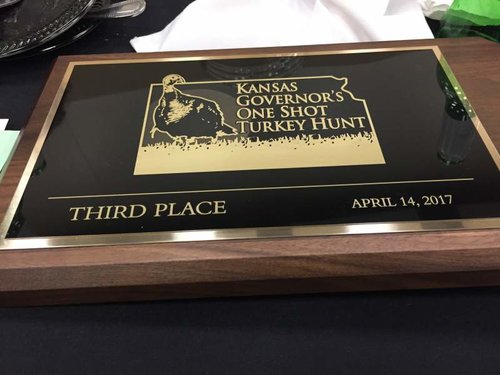 KANSAS
GOVERNOR'S
ONE SHOT
TURKEY HUNT
THIRD PLACE
APRIL 14, 2017